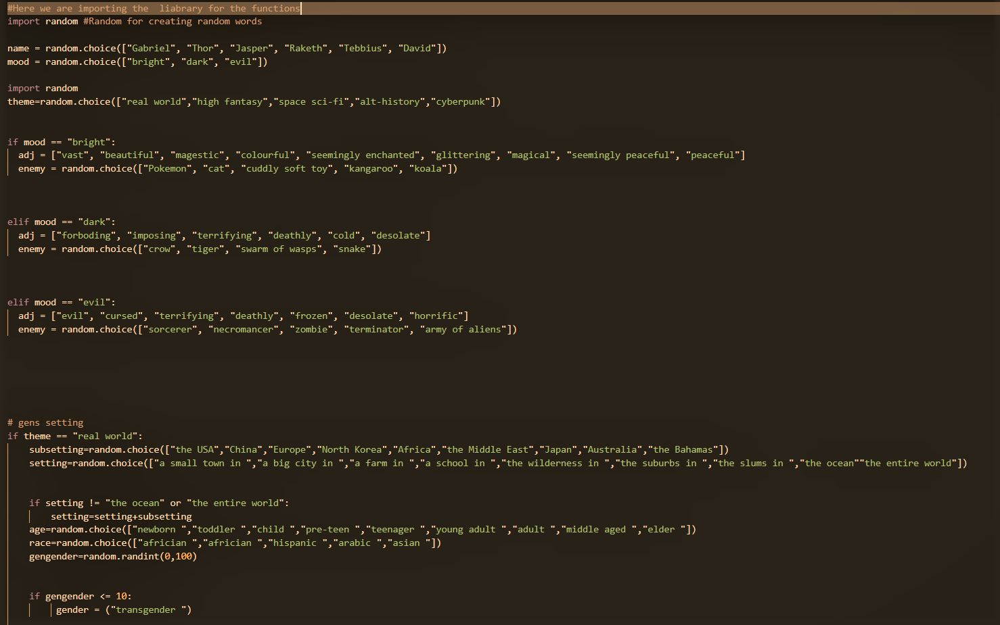 #Here we are importing the  liabrary for the functions
import random #Random for creating random words
name = random.choice(["Gabriel", "Thor", "Jasper", "Raketh", "Tebbius", "David"])
mood = random.choice(["bright", "dark", "evil"])
import random
theme=random.choice(["real world","high fantasy","space sci-fi","alt-history","cyberpunk"])
if mood == "bright":
  adj = ["vast", "beautiful", "magestic", "colourful", "seemingly enchanted", "glittering", "magical", "seemingly peaceful", "peaceful"]
  enemy = random.choice(["Pokemon", "cat", "cuddly soft toy", "kangaroo", "koala"])
elif mood == "dark":
  adj = ["forboding", "imposing", "terrifying", "deathly", "cold", "desolate"]
  enemy = random.choice(["crow", "tiger", "swarm of wasps", "snake"])
elif mood == "evil":
  adj = ["evil", "cursed", "terrifying", "deathly", "frozen", "desolate", "horrific"]
  enemy = random.choice(["sorcerer", "necromancer", "zombie", "terminator", "army of aliens"])
# gens setting
if theme == "real world":
    subsetting=random.choice(["the USA","China","Europe","North Korea","Africa","the Middle East","Japan","Australia","the Bahamas"])
    setting=random.choice(["a small town in ","a big city in ","a farm in ","a school in ","the wilderness in ","the suburbs in ","the slums in ","the ocean""the entire world"])
    if setting != "the ocean" or "the entire world":
        setting=setting+subsetting
    age=random.choice(["newborn ","toddler ","child ","pre-teen ","teenager ","young adult ","adult ","middle aged ","elder "])
    race=random.choice(["africian ","africian ","hispanic ","arabic ","asian "])
    gengender=random.randint(0,100)
    if gengender <= 10:
         gender = ("transgender ")